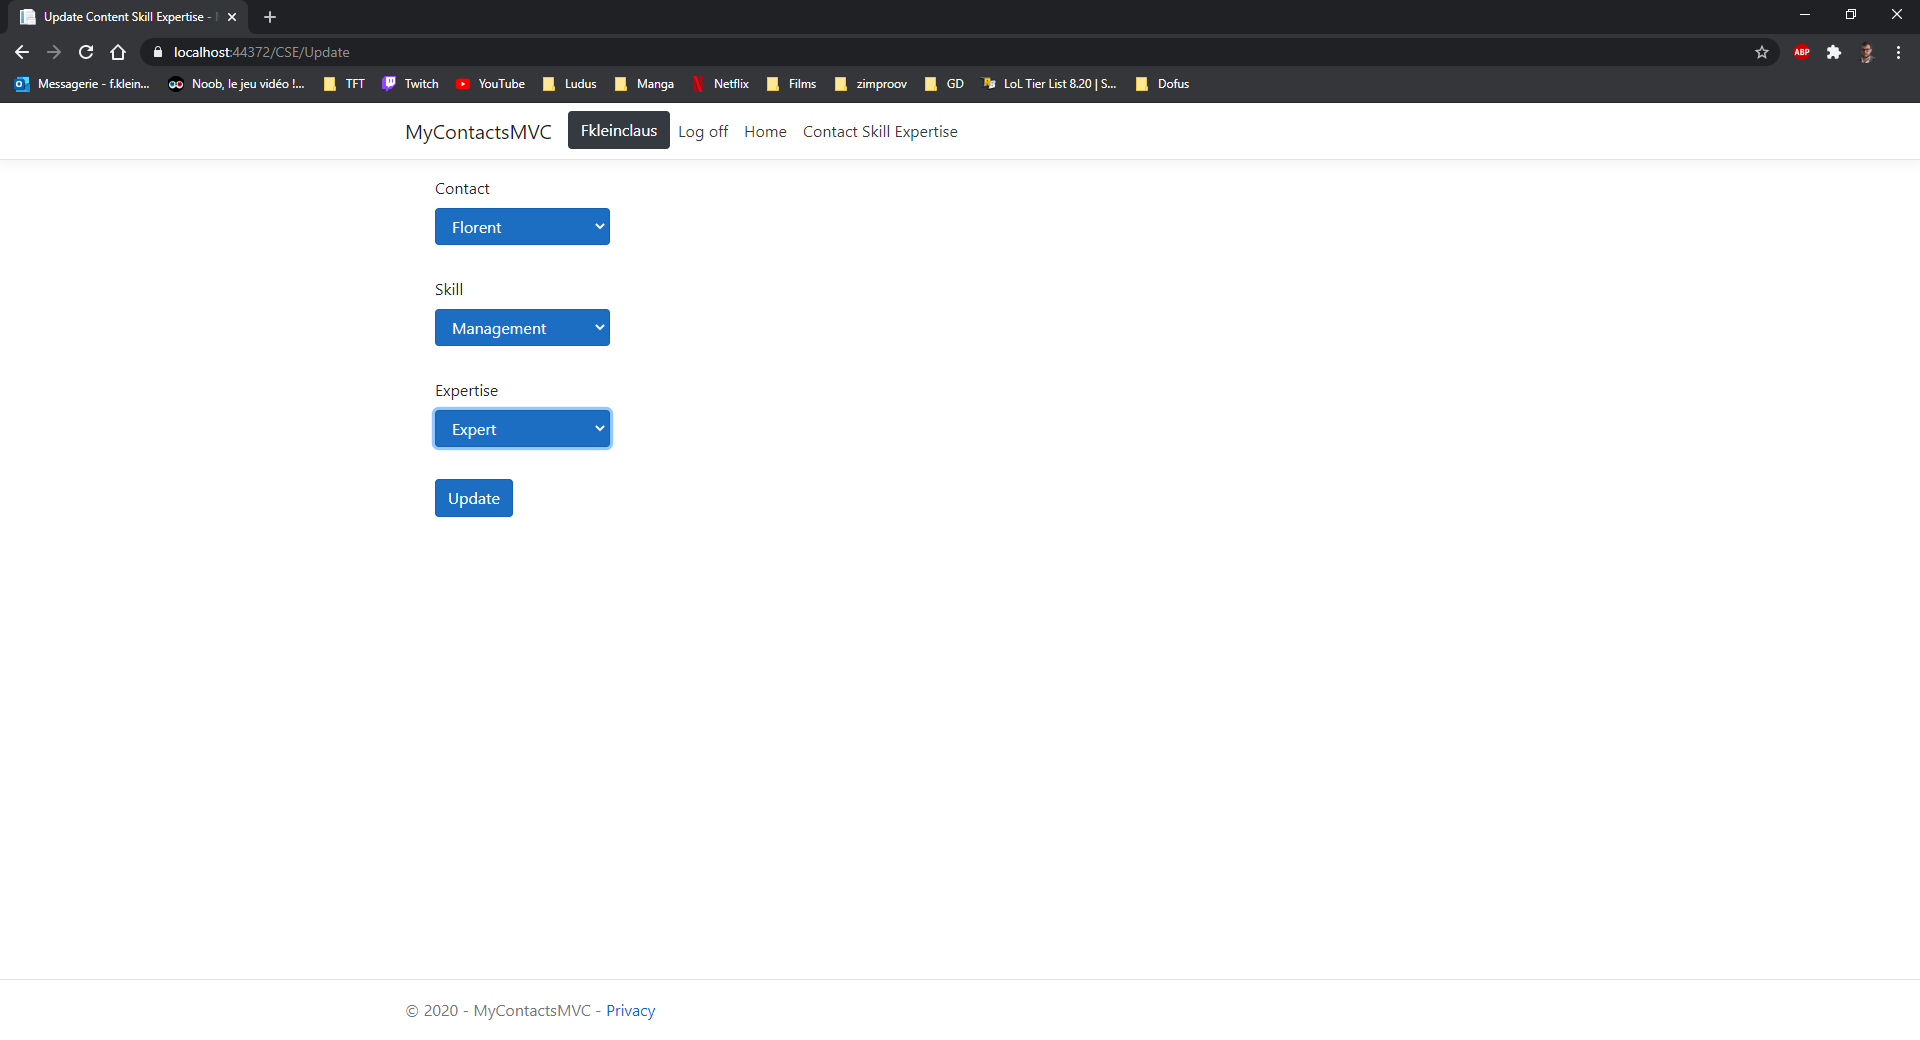 Update Content Skill Expertise -
localhost:44372/CSE/Update
ABP
Messagerie - f.klein... Noob, le jeu vidéo !... TFT Twitch YouTube Ludus Manga Netflix Films zimproov GD LoL Tier List 8.20 | S... Dofus
MyContactsMVC Fkleinclaus Log off Home Contact Skill Expertise
Contact
Florent
Skill
Management
Expertise
Expert
Update
© 2020 - MyContactsMVC - Privacy